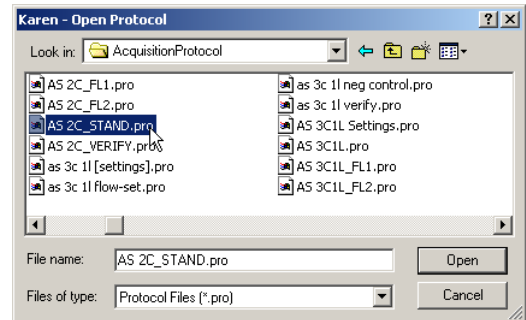 Karen - Open Protocol
Look in: AcquisitionProtocol
AS 2C_FL1.pro
AS 2C_FL2.pro
AS 2C_STAND.pro
AS 2C_VERIFY.pro
as 3c 1l [settings].pro
as 3c 1l flow-set.pro
as 3c 1l neg control.pro
as 3c 1l verify.pro
AS 3C1L Settings.pro
AS 3C1L.pro
AS 3C1L_FL1.pro
AS 3C1L_FL2.pro
File name: AS 2C_STAND.pro Open
Files of type: Protocol Files (*.pro) Cancel